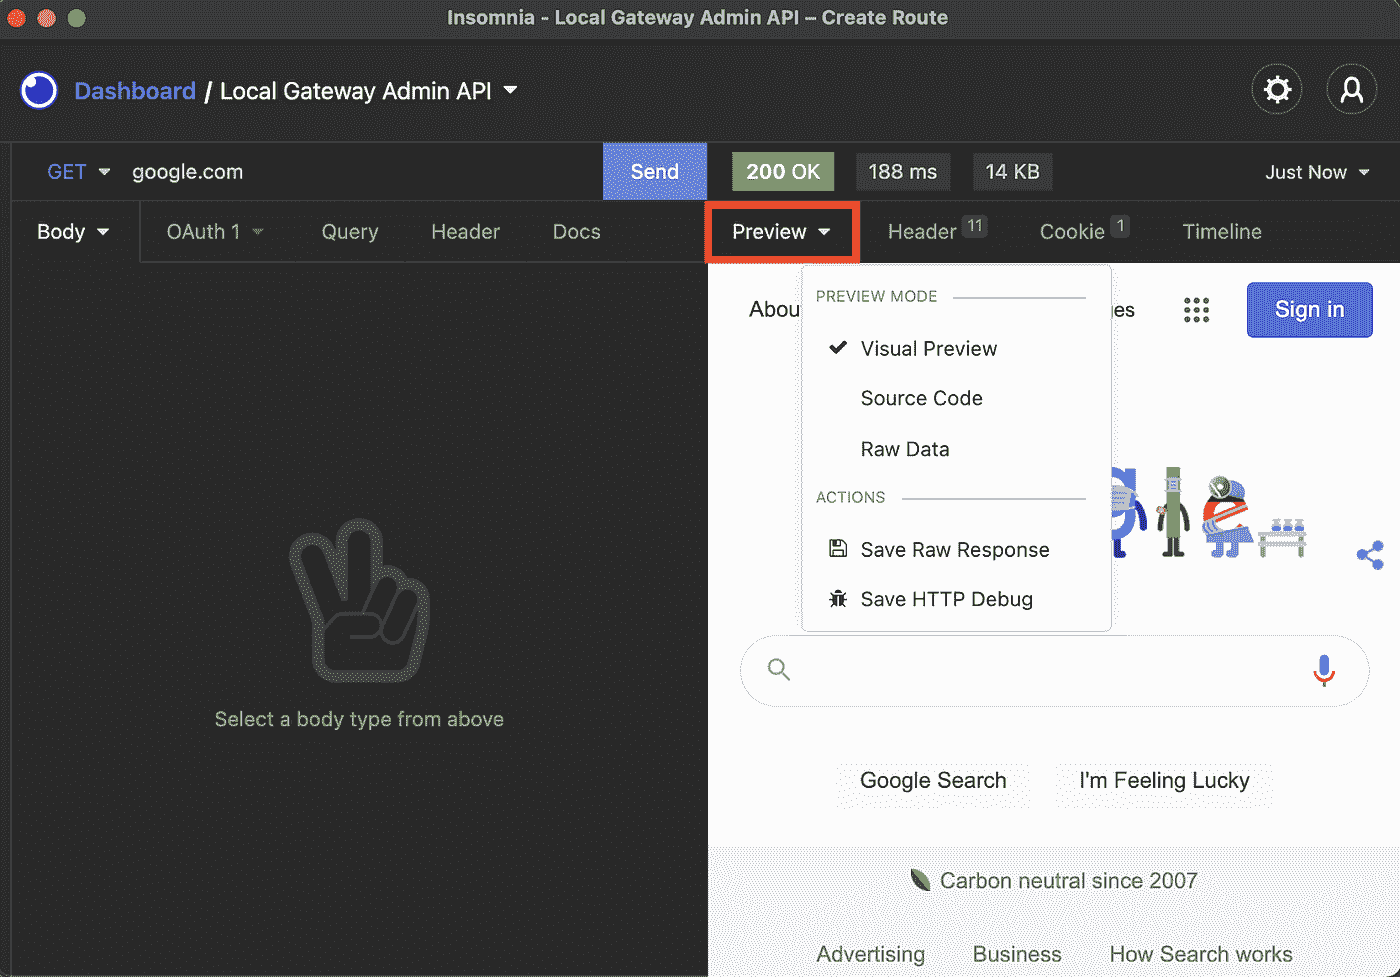 Insomnia - Local Gateway Admin API – Create Route
Dashboard / Local Gateway Admin API
GET google.com Send 200 OK 188 ms 14 KB Just Now
Body OAuth 1 Query Header Docs Preview Header 11 Cookie 1 Timeline
PREVIEW MODE
Visual Preview
Source Code
Raw Data
ACTIONS
Save Raw Response
Save HTTP Debug
Sign in
Select a body type from above
Google Search I'm Feeling Lucky
Carbon neutral since 2007
Advertising Business How Search works